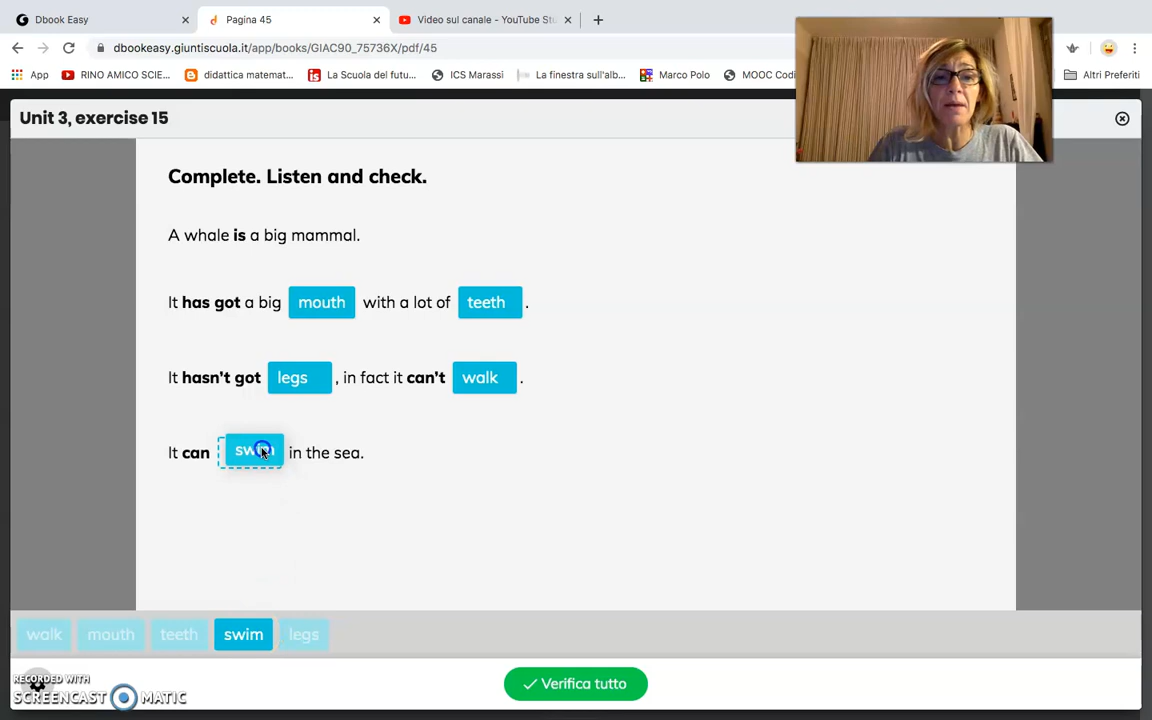 Dbook Easy
Pagina 45
Video sul canale - YouTube St
dbookeasy.giuntiscuola.it/app/books/GIAC90_75736X/pdf/45
App
RINO AMICO SCIE...
didattica matemat...
La Scuola del futu...
ICS Marassi
La finestra sull'alb...
Marco Polo
MOOC Codi
Altri Preferiti
Unit 3, exercise 15
Complete. Listen and check.
A whale is a big mammal.
It has got a big mouth with a lot of teeth .
It hasn't got legs , in fact it can't walk .
It can swim in the sea.
walk mouth teeth swim legs
Verifica tutto
RECORDED WITH
SCREENCAST MATIC